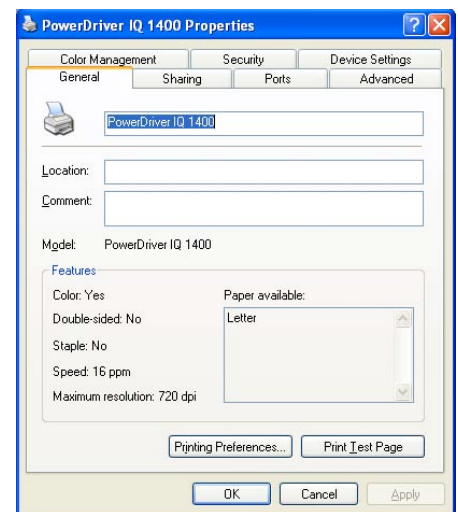 PowerDriver IQ 1400 Properties
Color Management Security Device Settings
General Sharing Ports Advanced
PowerDriver IQ 1400
Location:
Comment:
Model: PowerDriver IQ 1400
Features
Color: Yes Paper available:
Double-sided: No Letter
Staple: No
Speed: 16 ppm
Maximum resolution: 720 dpi
Printing Preferences... Print Test Page
OK Cancel Apply